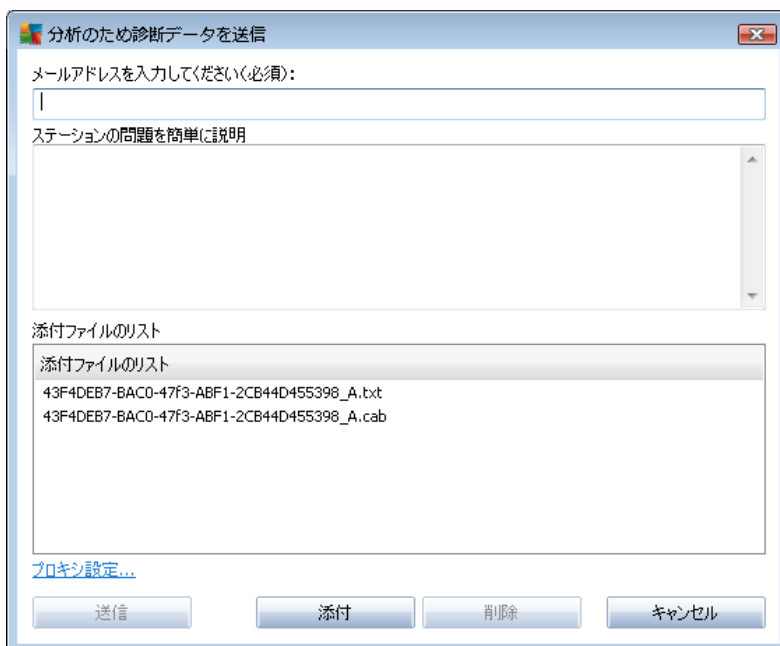 分析のため診断データを送信
メールアドレスを入力してください(必須):
ステーションの問題を簡単に説明
添付ファイルのリスト
添付ファイルのリスト
43F4DEB7-BAC0-47f3-ABF1-2CB44D455398_A.txt
43F4DEB7-BAC0-47f3-ABF1-2CB44D455398_A.cab
プロキシ設定...
送信 添付 削除 キャンセル